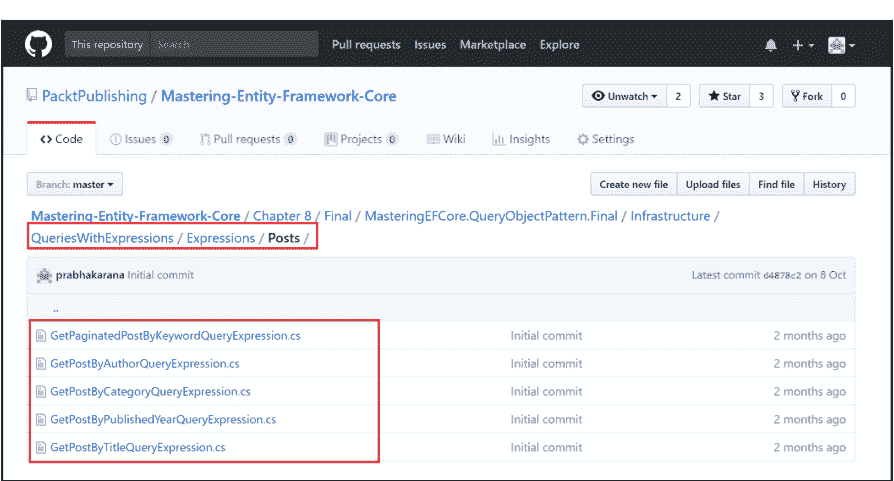 This repository Search Pull requests Issues Marketplace Explore
PacktPublishing / Mastering-Entity-Framework-Core Unwatch 2 Star 3 Fork 0
Code Issues 0 Pull requests 0 Projects 0 Wiki Insights Settings
Branch: master Create new file Upload files Find file History
Mastering-Entity-Framework-Core / Chapter 8 / Final / MasteringEFCore.QueryObjectPattern.Final / Infrastructure /
QueriesWithExpressions / Expressions / Posts /
prabhakarana Initial commit Latest commit d4878c2 on 8 Oct
..
GetPaginatedPostByKeywordQueryExpression.cs Initial commit 2 months ago
GetPostByAuthorQueryExpression.cs Initial commit 2 months ago
GetPostByCategoryQueryExpression.cs Initial commit 2 months ago
GetPostByPublishedYearQueryExpression.cs Initial commit 2 months ago
GetPostByTitleQueryExpression.cs Initial commit 2 months ago